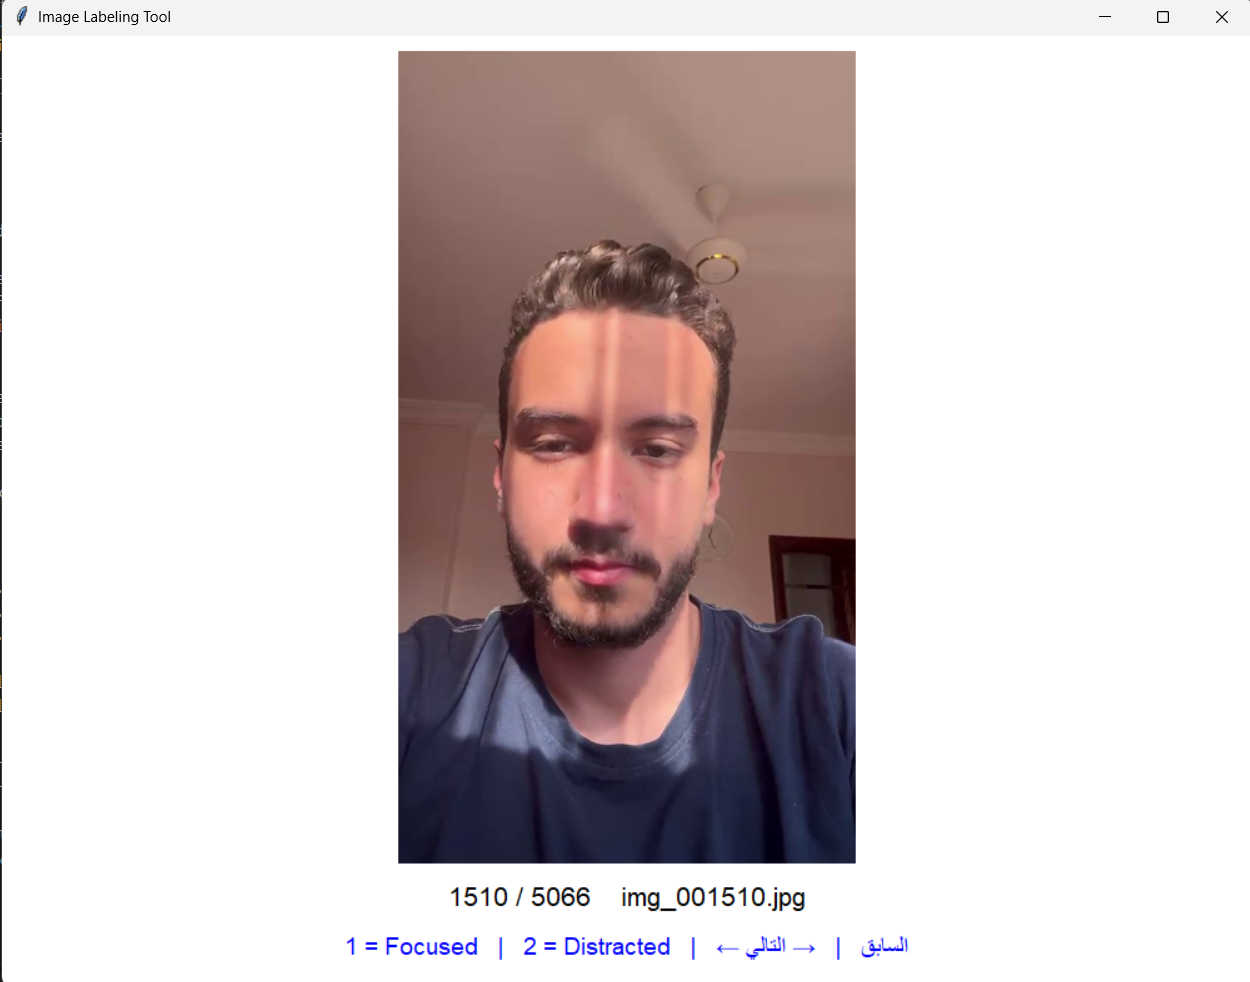 Image Labeling Tool
1510 / 5066 img_001510.jpg
1 = Focused | 2 = Distracted | ← التالي → | السابق